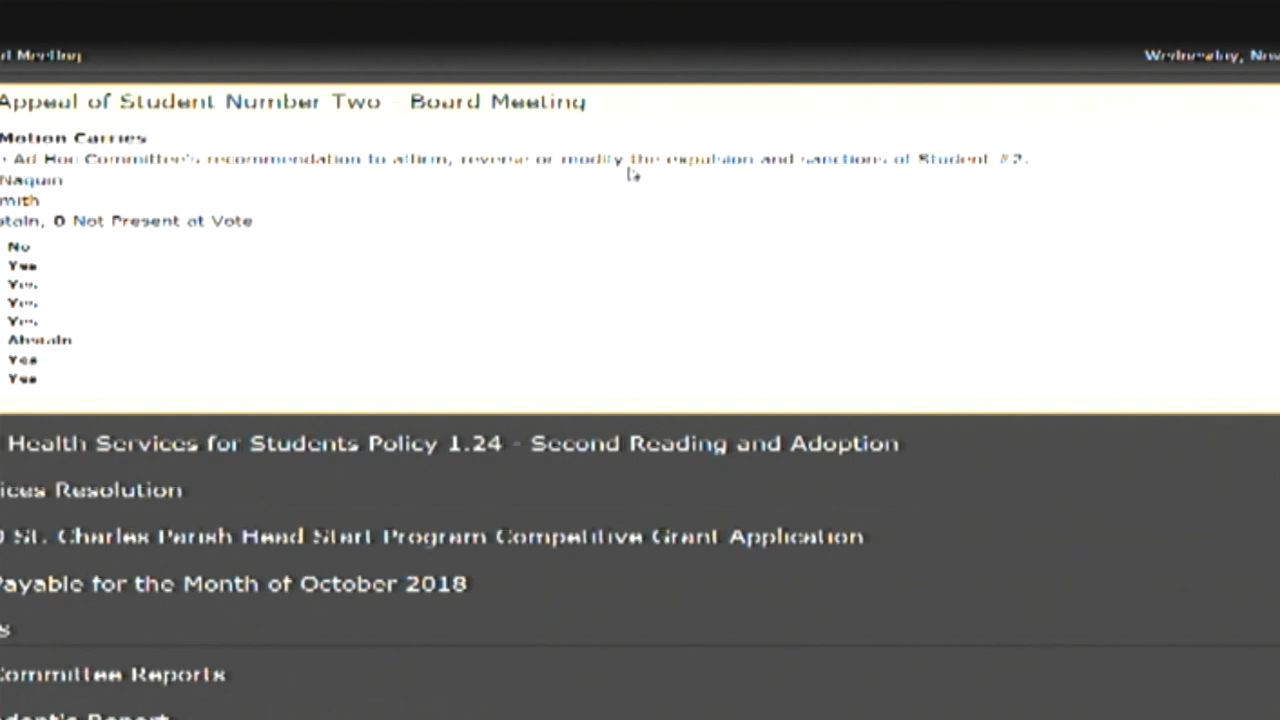 d Meeting
Wednesday, Nov
Appeal of Student Number Two - Board Meeting
Motion Carries
Ad Hoc Committee's recommendation to affirm, reverse or modify the expulsion and sanctions of Student #2.
Naquin
mith
stain, 0 Not Present at Vote
No
Yes
Yes
Yes
Yes
Abstain
Yes
Yes
Health Services for Students Policy 1.24 - Second Reading and Adoption
ices Resolution
St. Charles Parish Head Start Program Competitive Grant Application
Payable for the Month of October 2018
s
Committee Reports
dent's Report